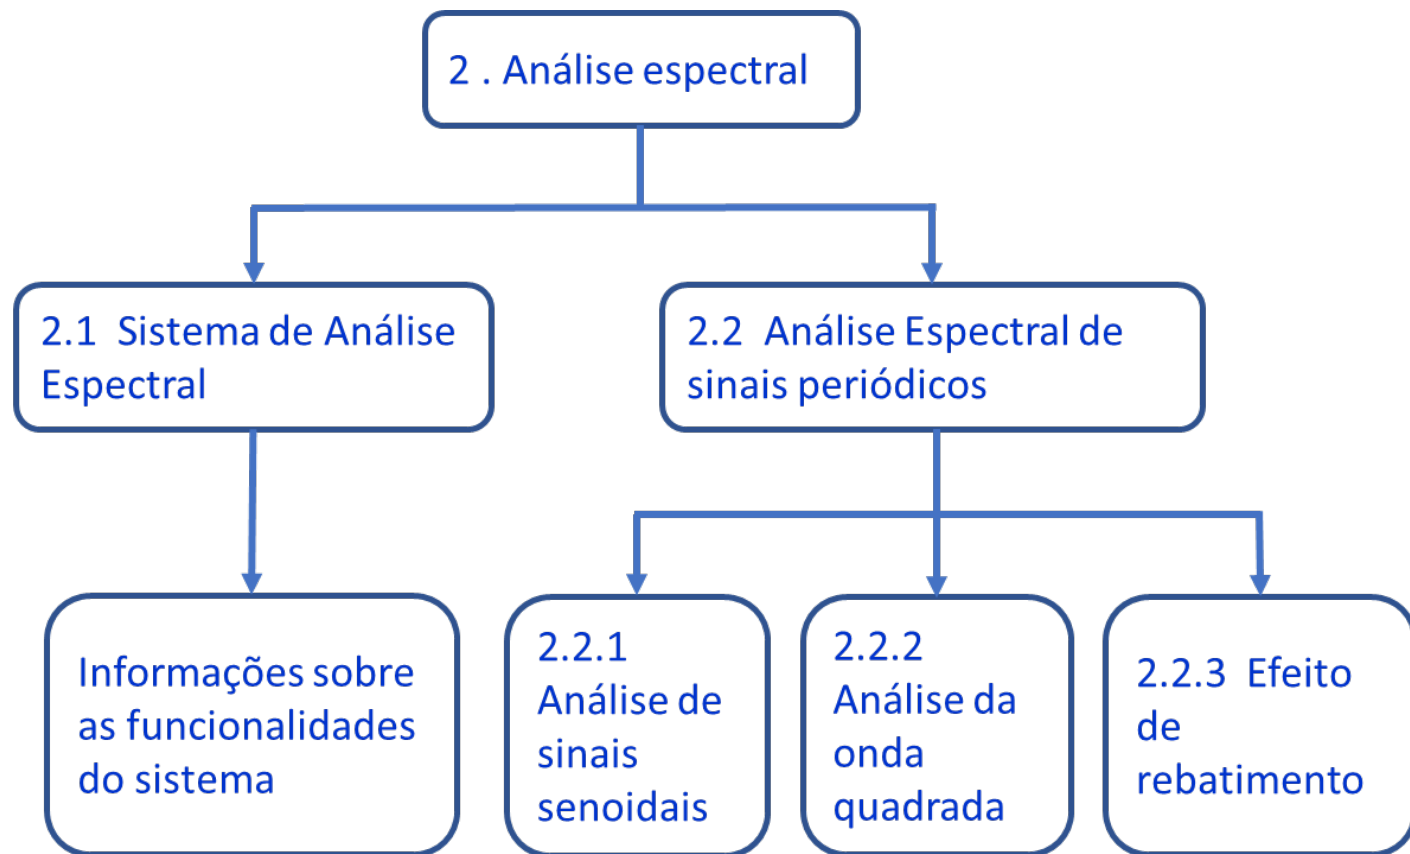 2 . Análise espectral
2.1  Sistema de Análise
Espectral
2.2  Análise Espectral de
sinais periódicos
Informações sobre
as funcionalidades
do sistema
2.2.1
Análise de
sinais
senoidais
2.2.2
Análise da
onda
quadrada
2.2.3  Efeito
de
rebatimento